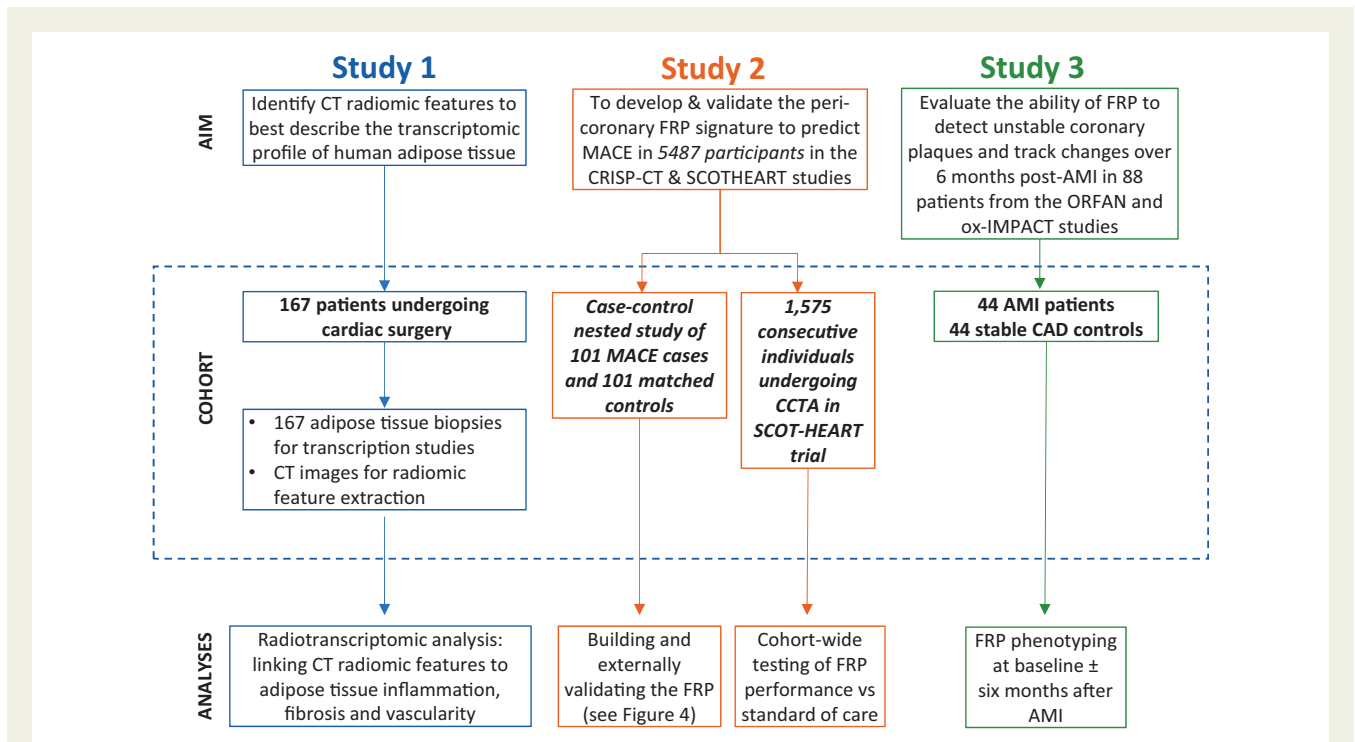 Study 1
Study 2
Study 3
AIM
Identify CT radiomic features to
best describe the transcriptomic
profile of human adipose tissue
To develop & validate the peri-
coronary FRP signature to predict
MACE in 5487 participants in the
CRISP-CT & SCOTHEART studies
Evaluate the ability of FRP to
detect unstable coronary
plaques and track changes over
6 months post-AMI in 88
patients from the ORFAN and
ox-IMPACT studies
COHORT
167 patients undergoing
cardiac surgery
• 167 adipose tissue biopsies
for transcription studies
• CT images for radiomic
feature extraction
Case-control
nested study of
101 MACE cases
and 101 matched
controls
1,575
consecutive
individuals
undergoing
CCTA in
SCOT-HEART
trial
44 AMI patients
44 stable CAD controls
ANALYSES
Radiotranscriptomic analysis:
linking CT radiomic features to
adipose tissue inflammation,
fibrosis and vascularity
Building and
externally
validating the FRP
(see Figure 4)
Cohort-wide
testing of FRP
performance vs
standard of care
FRP phenotyping
at baseline ±
six months after
AMI